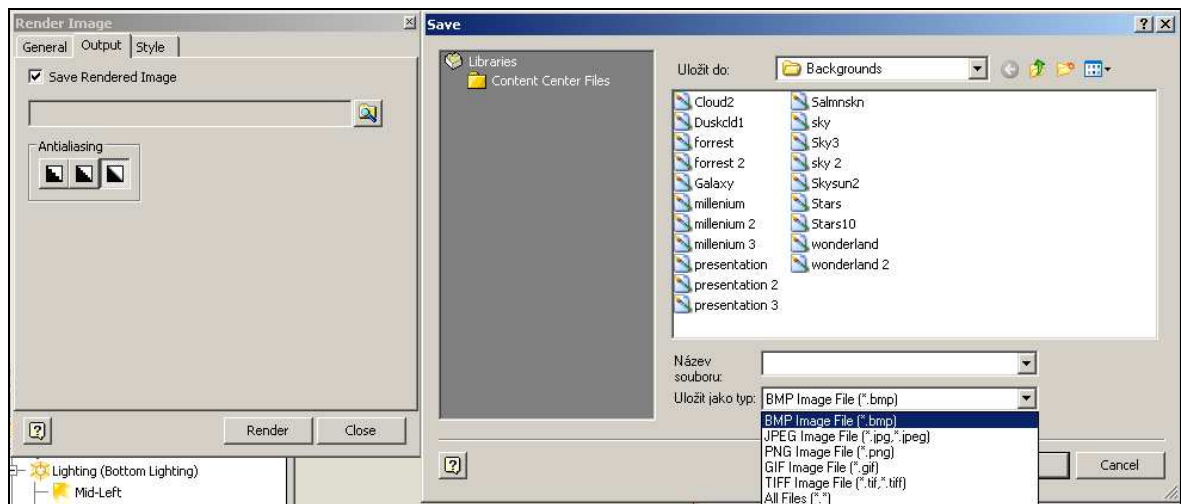 Render Image
General Output Style
Save Rendered Image
Antialiasing
Render Close
Lighting (Bottom Lighting)
Mid-Left
Save
Libraries
Content Center Files
Uložit do: Backgrounds
Cloud2
Duskcld1
forrest
forrest 2
Galaxy
millenium
millenium 2
millenium 3
presentation
presentation 2
presentation 3
Salmnskn
sky
Sky3
sky 2
Skysun2
Stars
Stars10
wonderland
wonderland 2
Název
souboru:
Uložit jako typ: BMP Image File (*.bmp)
BMP Image File (*.bmp)
JPEG Image File (*.jpg,*.jpeg)
PNG Image File (*.png)
GIF Image File (*.gif)
TIFF Image File (*.tif,*.tiff)
All Files (*.*)
Cancel